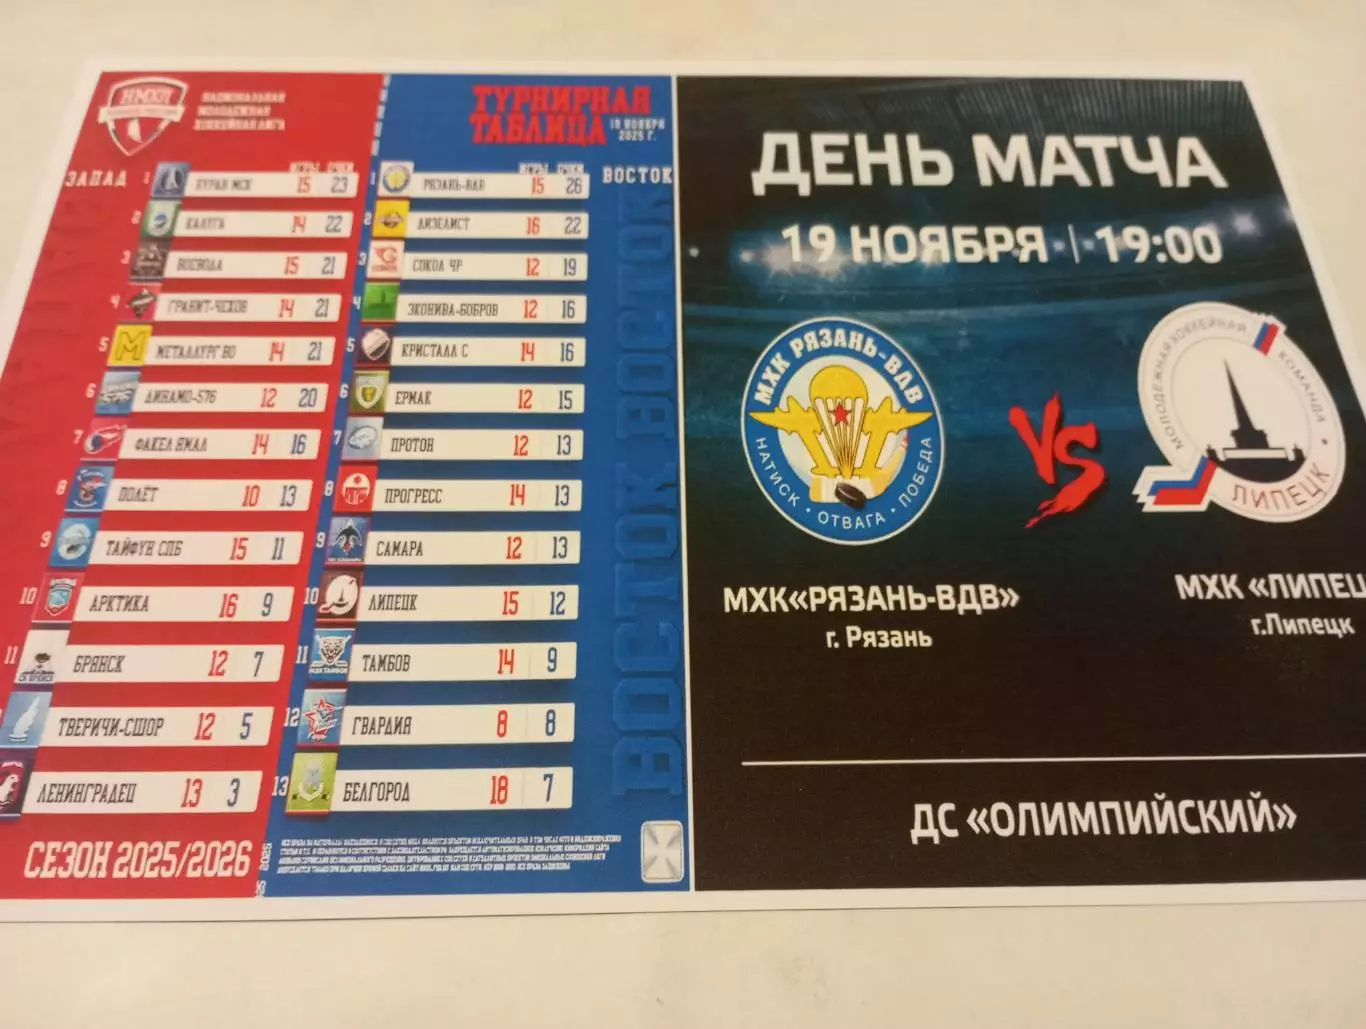 НМХЛ
НАЦИОНАЛЬНАЯ
МОЛОДЕЖНАЯ
ХОККЕЙНАЯ ЛИГА
ТУРНИРНАЯ
ТАБЛИЦА
19 НОЯБРЯ
2025 Г.
ЗАПАД
ИГРЫ ОЧКИ
1 БУРАН МСК 15 23
2 КАЛУГА 14 22
3 ВОЕВОДА 15 21
4 ГРАНИТ-ЧЕХОВ 14 21
5 МЕТАЛЛУРГ ВО 14 21
6 ДИНАМО-576 12 20
7 ФАКЕЛ ЯМАЛ 14 16
8 ПОЛЁТ 10 13
9 ТАЙФУН СПБ 15 11
10 АРКТИКА 16 9
11 БРЯНСК 12 7
ТВЕРИЧИ-СШОР 12 5
ЛЕНИНГРАДЕЦ 13 3
СЕЗОН 2025/2026
ВОСТОК
ИГРЫ ОЧКИ
1 РЯЗАНЬ-ВДВ 15 26
2 ДИЗЕЛИСТ 16 22
3 СОКОЛ ЧР 12 19
4 ЭКОНИВА-БОБРОВ 12 16
5 КРИСТАЛЛ С 14 16
6 ЕРМАК 12 15
7 ПРОТОН 12 13
8 ПРОГРЕСС 14 13
9 САМАРА 12 13
10 ЛИПЕЦК 15 12
11 ТАМБОВ 14 9
12 ГВАРДИЯ 8 8
13 БЕЛГОРОД 18 7
ВОСТОК ВОСТОК
2025
ДЕНЬ МАТЧА
19 НОЯБРЯ | 19:00
МХК РЯЗАНЬ-ВДВ
НАТИСК · ОТВАГА · ПОБЕДА
VS
МОЛОДЕЖНАЯ ХОККЕЙНАЯ КОМАНДА
ЛИПЕЦК
МХК«РЯЗАНЬ-ВДВ»
г. Рязань
МХК «ЛИПЕЦ
г.Липецк
ДС «ОЛИМПИЙСКИЙ»